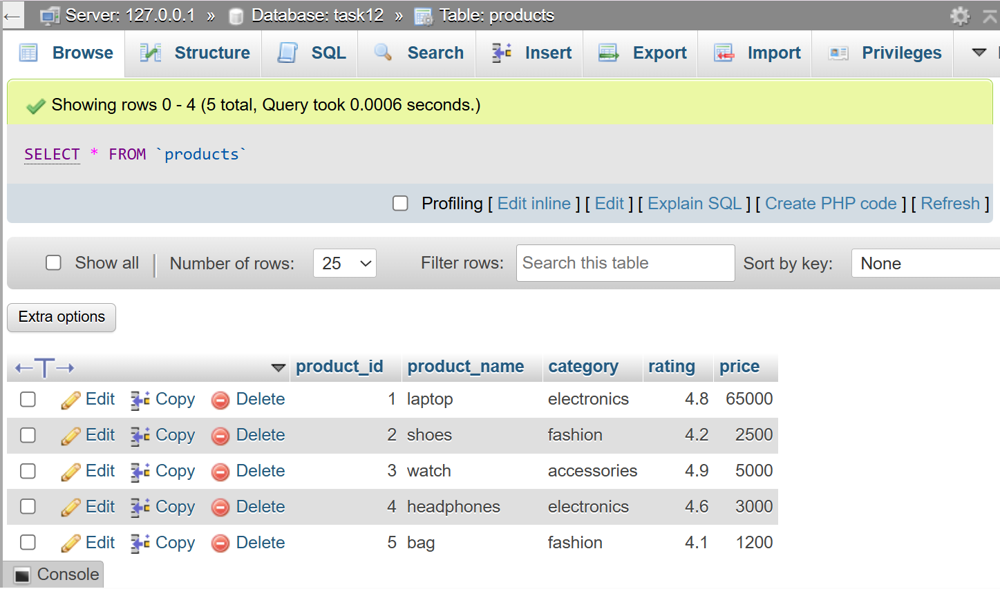 ← Server: 127.0.0.1 » Database: task12 » Table: products
Browse Structure SQL Search Insert Export Import Privileges
Showing rows 0 - 4 (5 total, Query took 0.0006 seconds.)
SELECT * FROM `products`
Profiling [ Edit inline ] [ Edit ] [ Explain SQL ] [ Create PHP code ] [ Refresh ]
Show all Number of rows: 25 Filter rows: Search this table Sort by key: None
Extra options
←T→ product_id product_name category rating price
Edit Copy Delete 1 laptop electronics 4.8 65000
Edit Copy Delete 2 shoes fashion 4.2 2500
Edit Copy Delete 3 watch accessories 4.9 5000
Edit Copy Delete 4 headphones electronics 4.6 3000
Edit Copy Delete 5 bag fashion 4.1 1200
Console